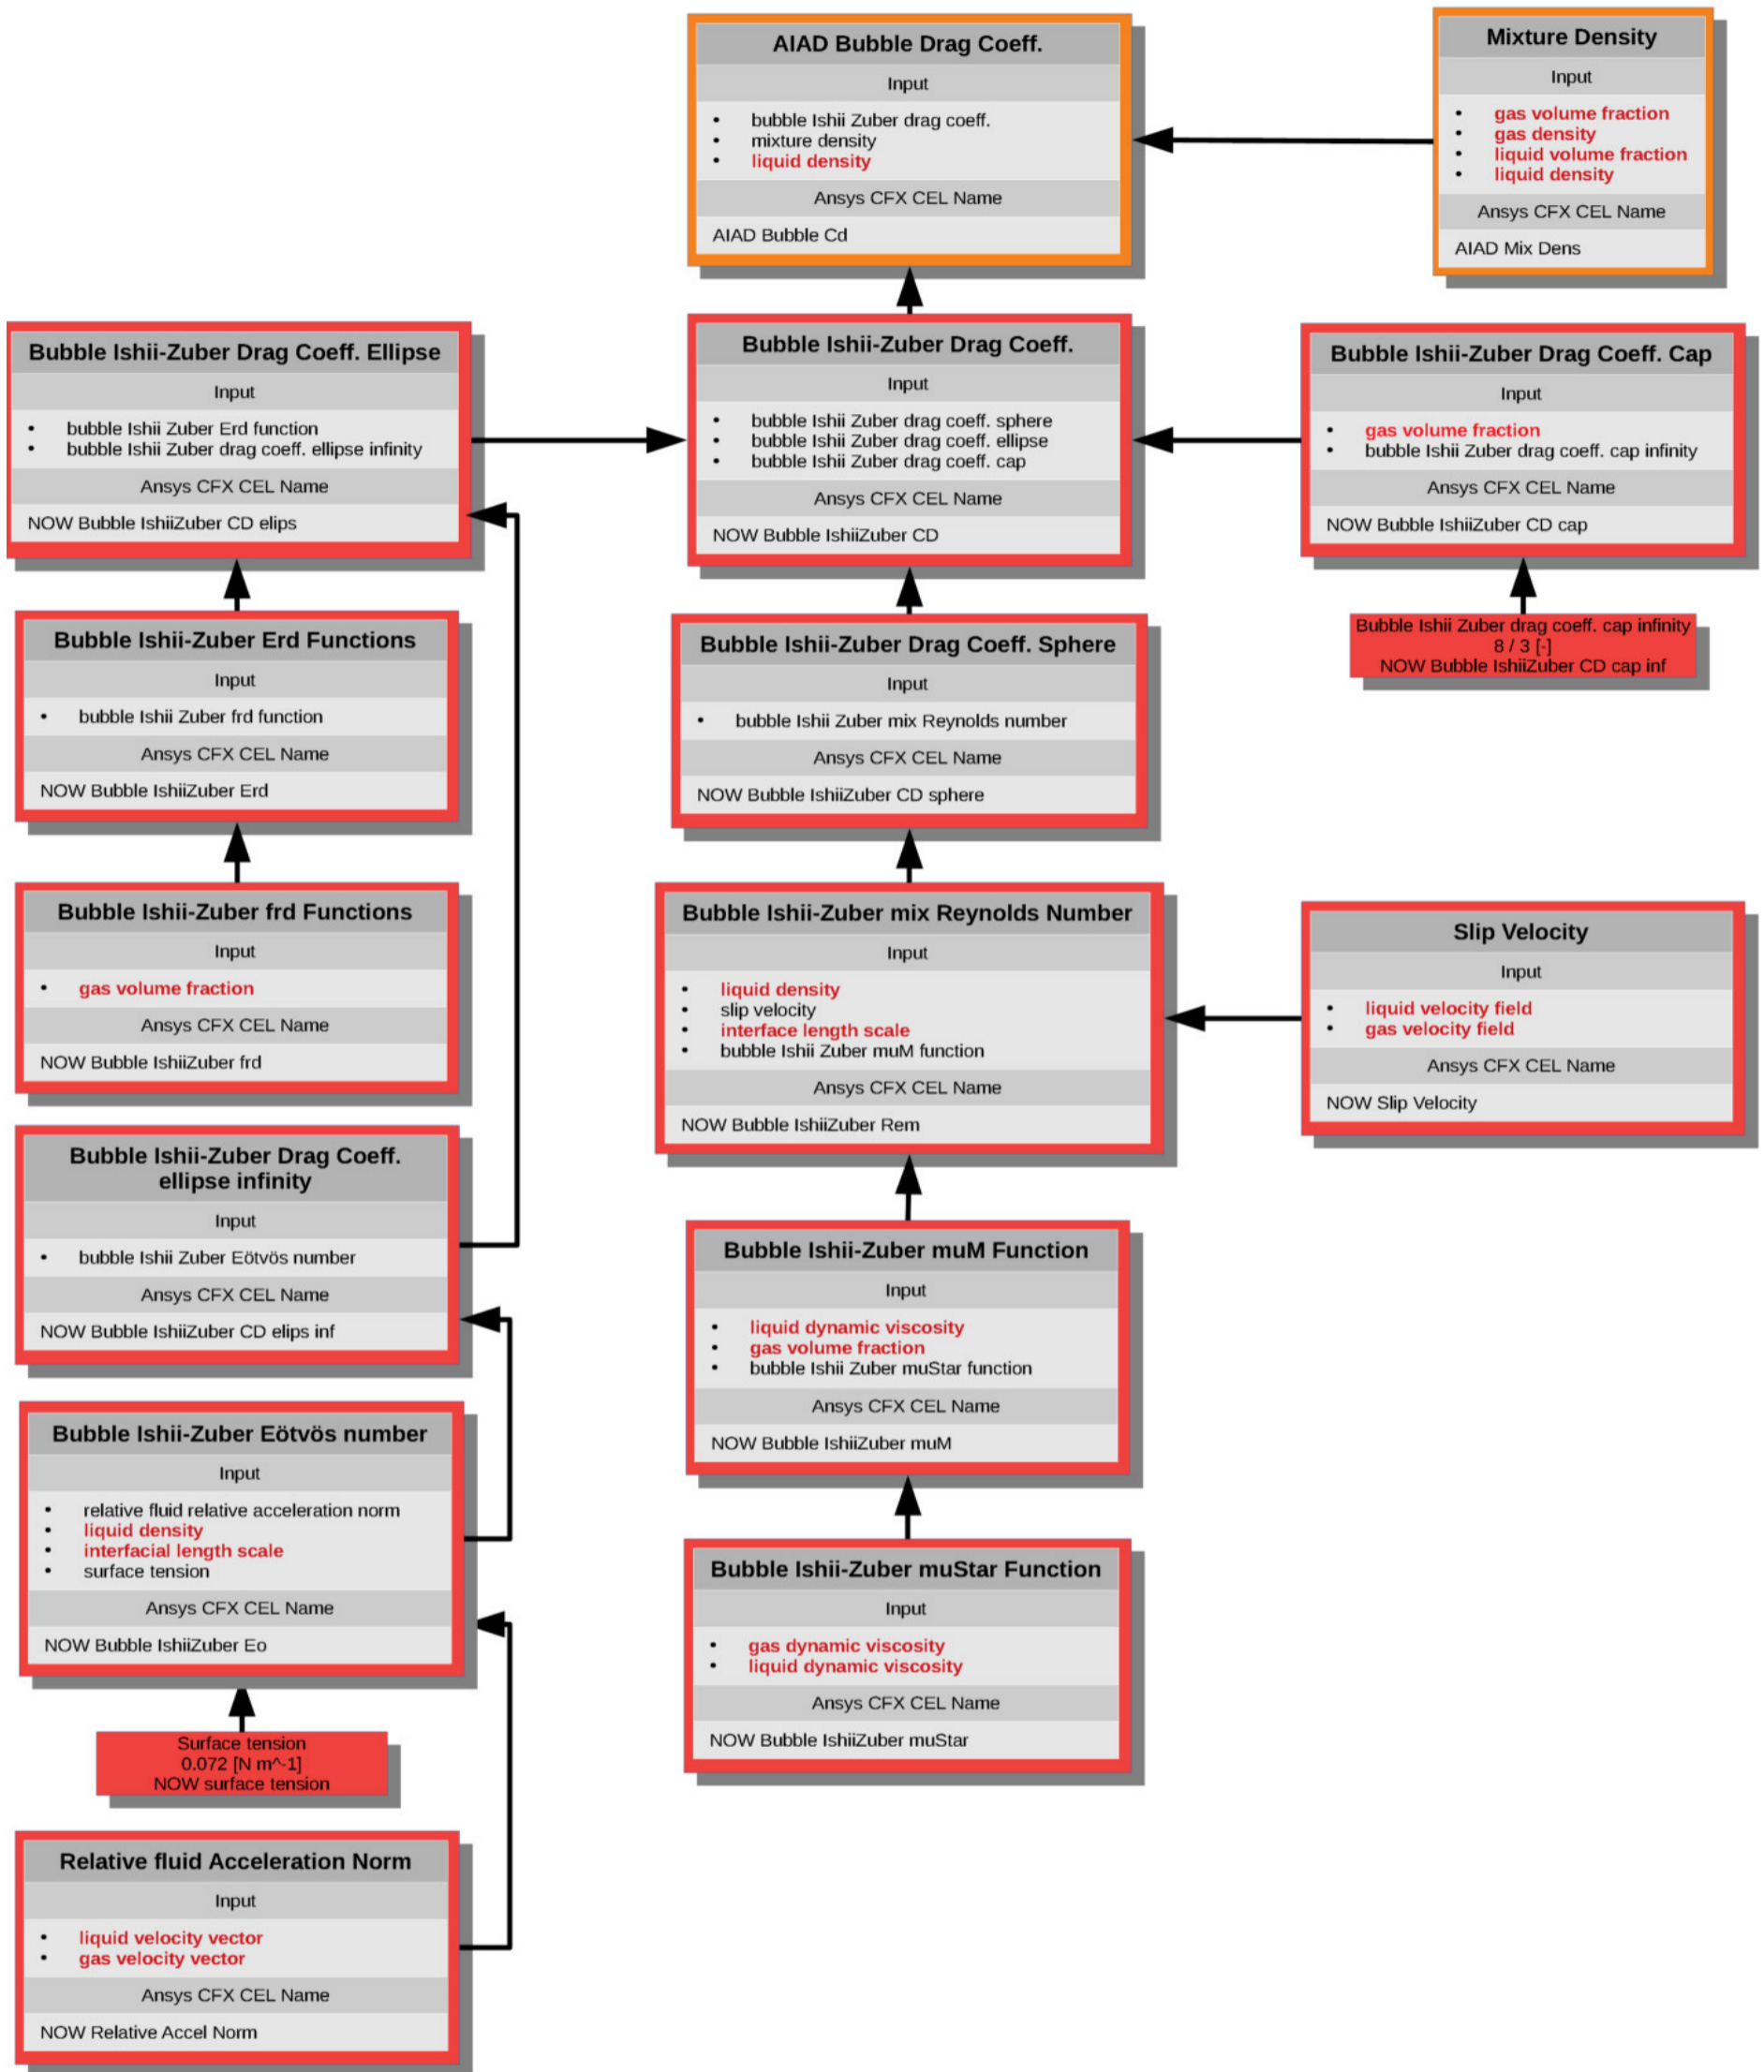 AIAD Bubble Drag Coeff.
Input
• bubble Ishii Zuber drag coeff.
• mixture density
• liquid density
Ansys CFX CEL Name
AIAD Bubble Cd
Mixture Density
Input
• gas volume fraction
• gas density
• liquid volume fraction
• liquid density
Ansys CFX CEL Name
AIAD Mix Dens
Bubble Ishii-Zuber Drag Coeff. Ellipse
Input
• bubble Ishii Zuber Erd function
• bubble Ishii Zuber drag coeff. ellipse infinity
Ansys CFX CEL Name
NOW Bubble IshiiZuber CD elips
Bubble Ishii-Zuber Drag Coeff.
Input
• bubble Ishii Zuber drag coeff. sphere
• bubble Ishii Zuber drag coeff. ellipse
• bubble Ishii Zuber drag coeff. cap
Ansys CFX CEL Name
NOW Bubble IshiiZuber CD
Bubble Ishii-Zuber Drag Coeff. Cap
Input
• gas volume fraction
• bubble Ishii Zuber drag coeff. cap infinity
Ansys CFX CEL Name
NOW Bubble IshiiZuber CD cap
Bubble Ishii Zuber drag coeff. cap infinity
8 / 3 [-]
NOW Bubble IshiiZuber CD cap inf
Bubble Ishii-Zuber Erd Functions
Input
• bubble Ishii Zuber frd function
Ansys CFX CEL Name
NOW Bubble IshiiZuber Erd
Bubble Ishii-Zuber Drag Coeff. Sphere
Input
• bubble Ishii Zuber mix Reynolds number
Ansys CFX CEL Name
NOW Bubble IshiiZuber CD sphere
Bubble Ishii-Zuber frd Functions
Input
• gas volume fraction
Ansys CFX CEL Name
NOW Bubble IshiiZuber frd
Bubble Ishii-Zuber mix Reynolds Number
Input
• liquid density
• slip velocity
• interface length scale
• bubble Ishii Zuber muM function
Ansys CFX CEL Name
NOW Bubble IshiiZuber Rem
Slip Velocity
Input
• liquid velocity field
• gas velocity field
Ansys CFX CEL Name
NOW Slip Velocity
Bubble Ishii-Zuber Drag Coeff.
ellipse infinity
Input
• bubble Ishii Zuber Eötvös number
Ansys CFX CEL Name
NOW Bubble IshiiZuber CD elips inf
Bubble Ishii-Zuber muM Function
Input
• liquid dynamic viscosity
• gas volume fraction
• bubble Ishii Zuber muStar function
Ansys CFX CEL Name
NOW Bubble IshiiZuber muM
Bubble Ishii-Zuber Eötvös number
Input
• relative fluid relative acceleration norm
• liquid density
• interfacial length scale
• surface tension
Ansys CFX CEL Name
NOW Bubble IshiiZuber Eo
Bubble Ishii-Zuber muStar Function
Input
• gas dynamic viscosity
• liquid dynamic viscosity
Ansys CFX CEL Name
NOW Bubble IshiiZuber muStar
Surface tension
0.072 [N m^-1]
NOW surface tension
Relative fluid Acceleration Norm
Input
• liquid velocity vector
• gas velocity vector
Ansys CFX CEL Name
NOW Relative Accel Norm